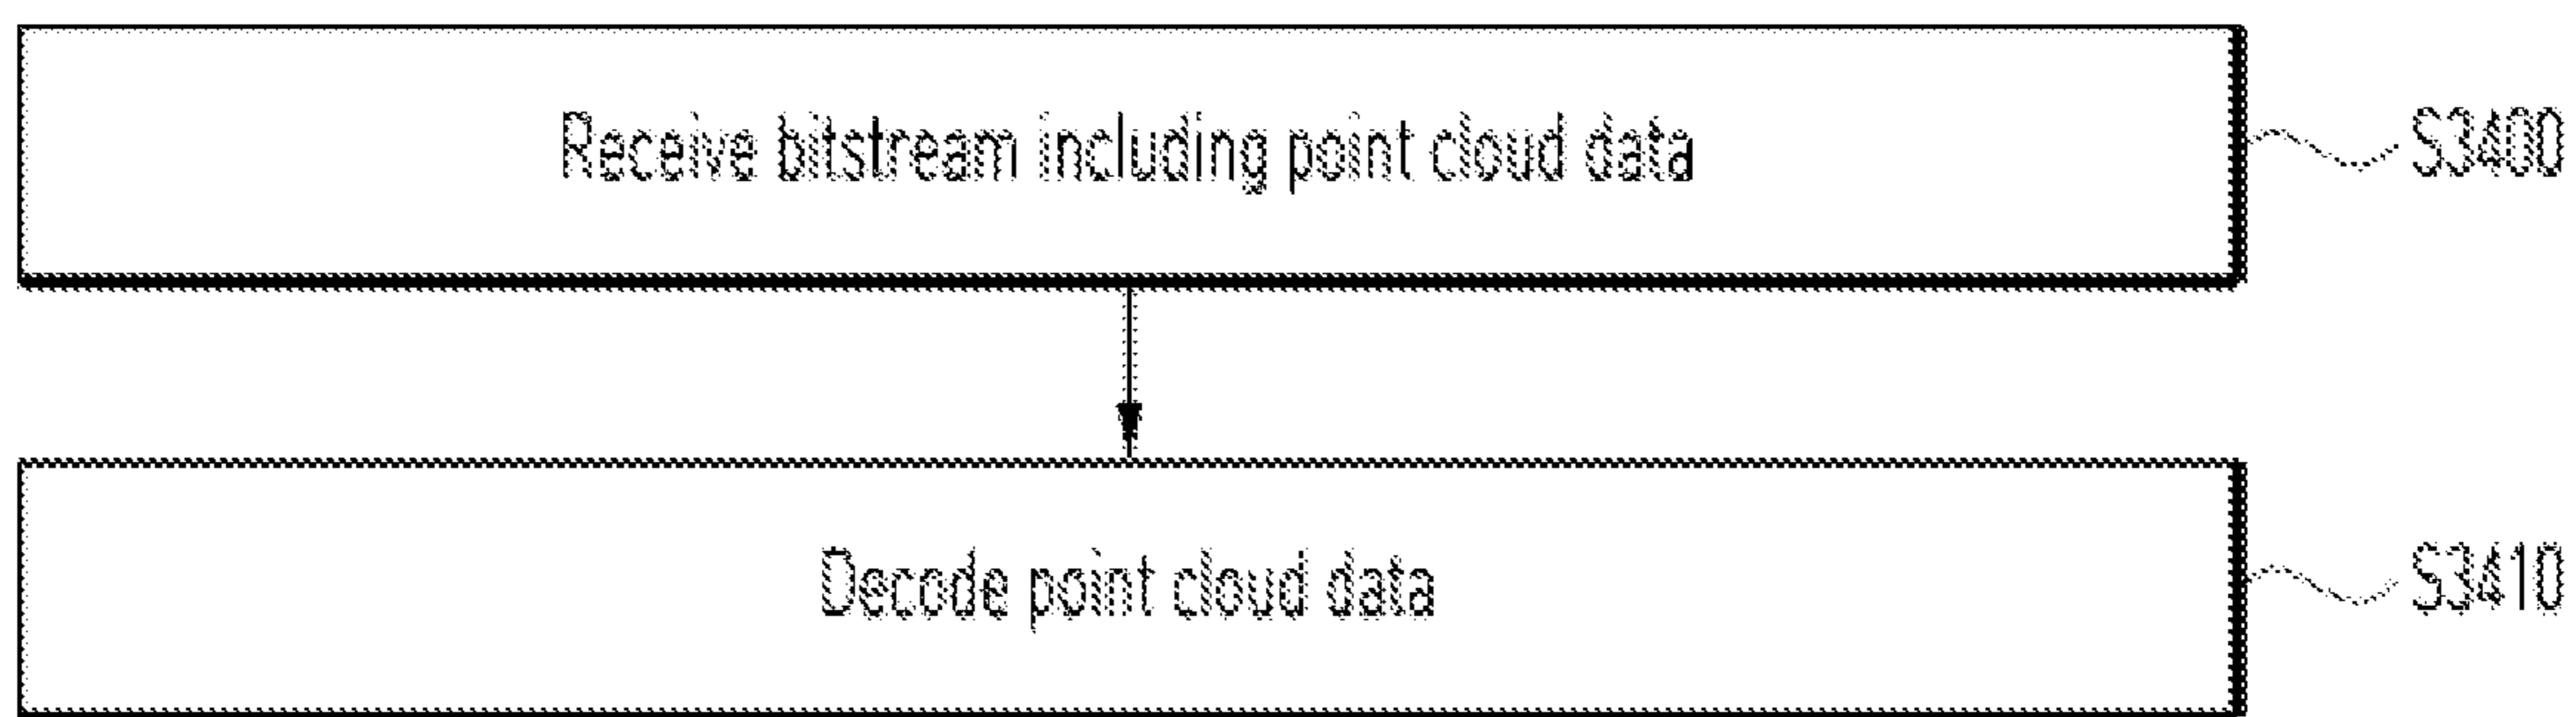 Receive bitstream including point cloud data
S3400
Decode point cloud data
S3410